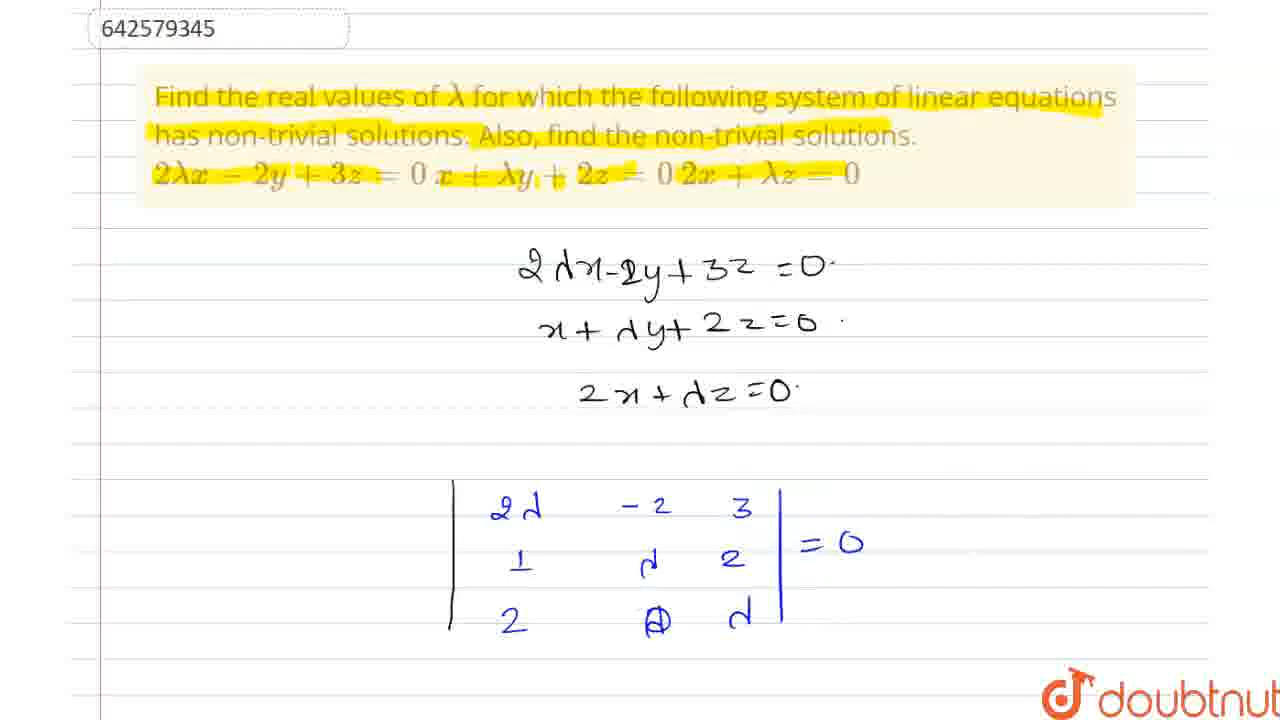 642579345
Find the real values of λ for which the following system of linear equations
has non-trivial solutions. Also, find the non-trivial solutions.
2λx − 2y + 3z = 0 x + λy + 2z = 0 2x + λz = 0
2λx-2y+3z = 0
x+ λy+ 2z=0
2x+λz=0
2λ -2 3
1 λ 2 = 0
2 0 λ
doubtnut